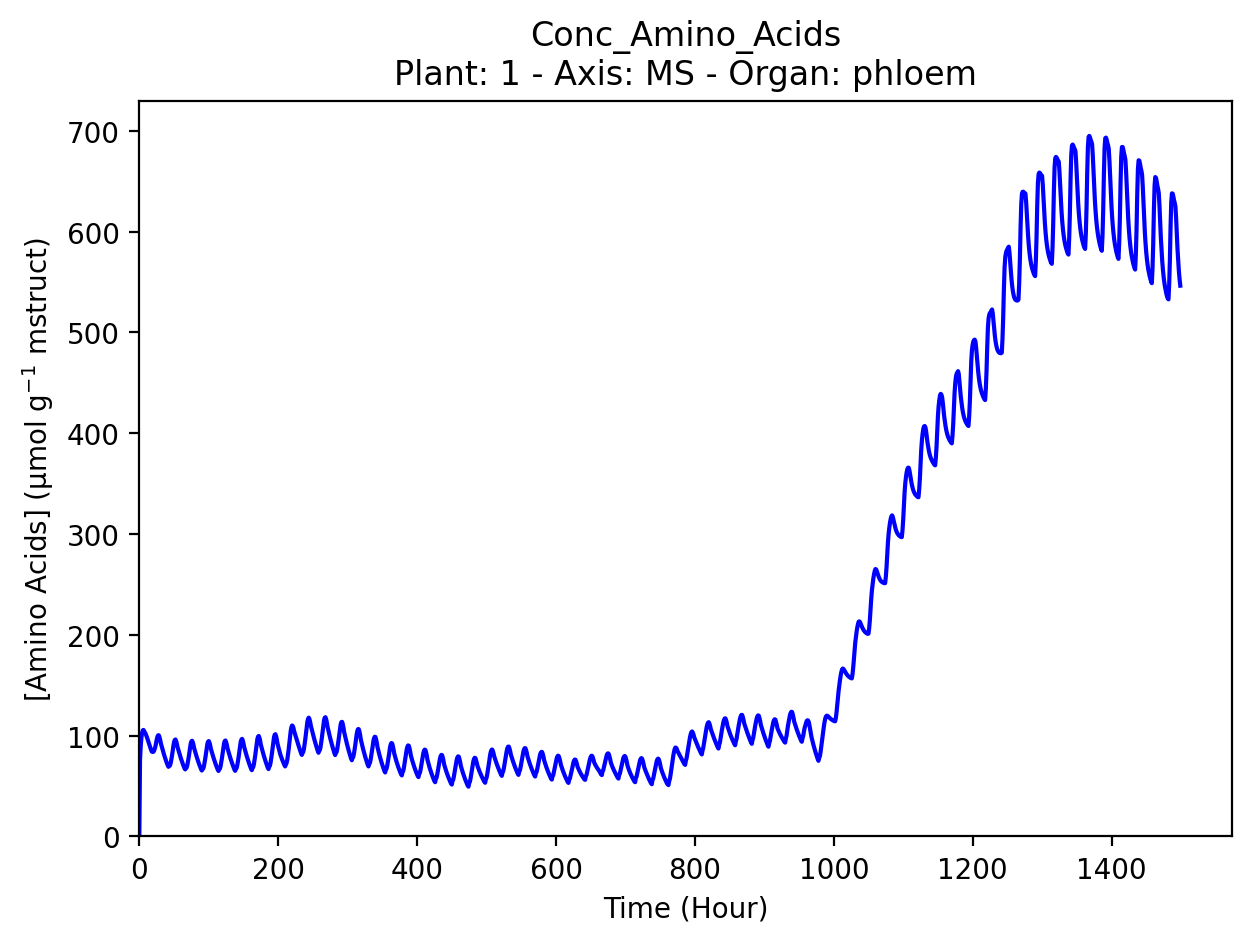 Conc_Amino_Acids
Plant: 1 - Axis: MS - Organ: phloem
[Amino Acids] (µmol g⁻¹ mstruct)
700
600
500
400
300
200
100
0
0 200 400 600 800 1000 1200 1400
Time (Hour)